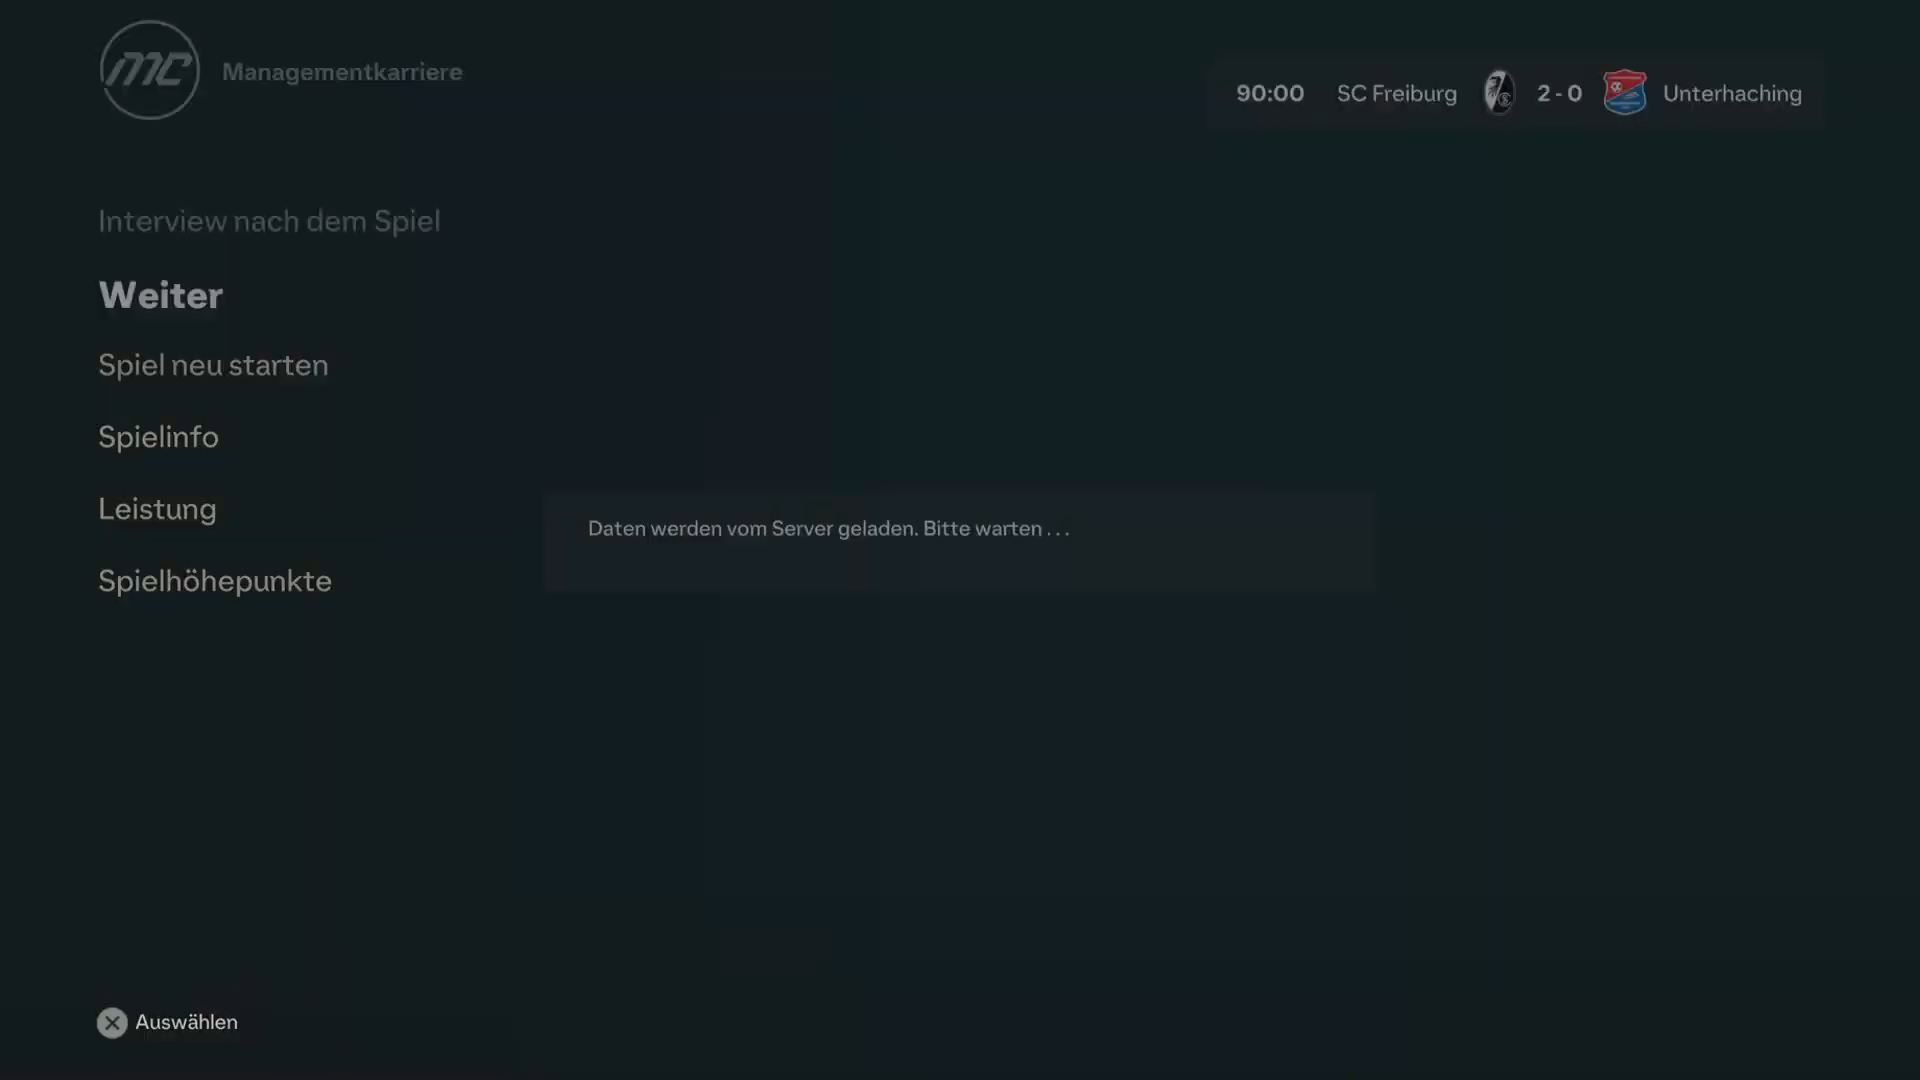 MC Managementkarriere
90:00 SC Freiburg 2 - 0 Unterhaching
Interview nach dem Spiel
Weiter
Spiel neu starten
Spielinfo
Leistung
Spielhöhepunkte
Daten werden vom Server geladen. Bitte warten . . .
Auswählen